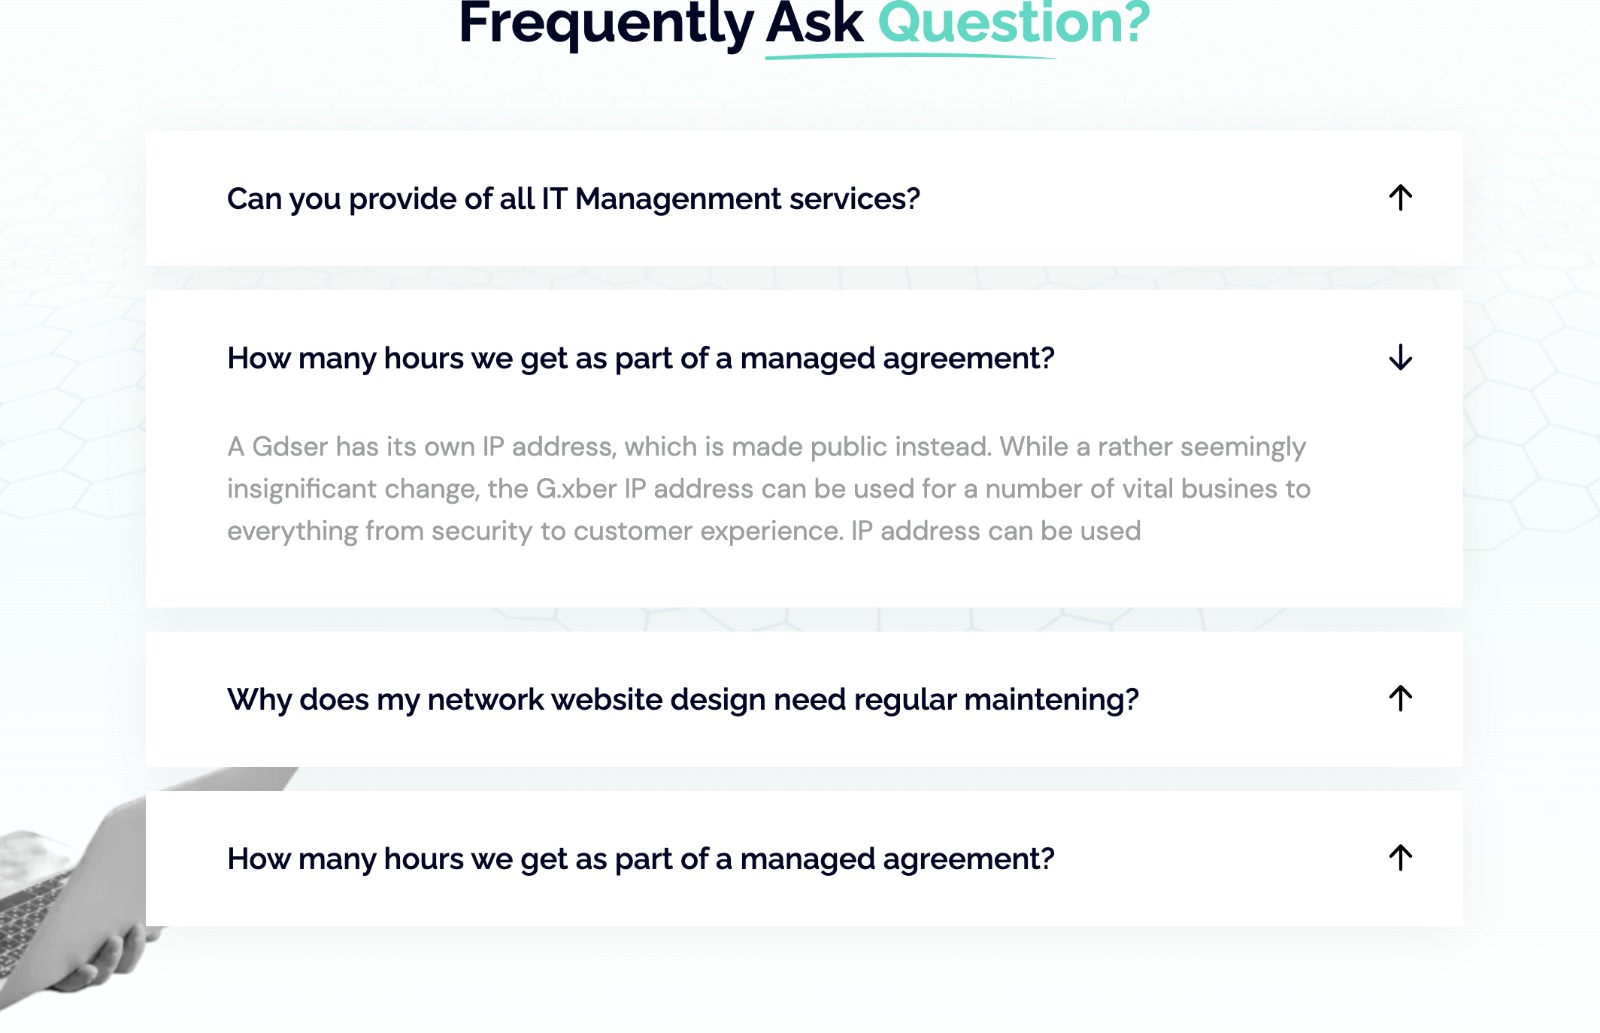 Frequently Ask Question?
Can you provide of all IT Managenment services?
How many hours we get as part of a managed agreement?
A Gdser has its own IP address, which is made public instead. While a rather seemingly
insignificant change, the G.xber IP address can be used for a number of vital busines to
everything from security to customer experience. IP address can be used
Why does my network website design need regular maintening?
How many hours we get as part of a managed agreement?